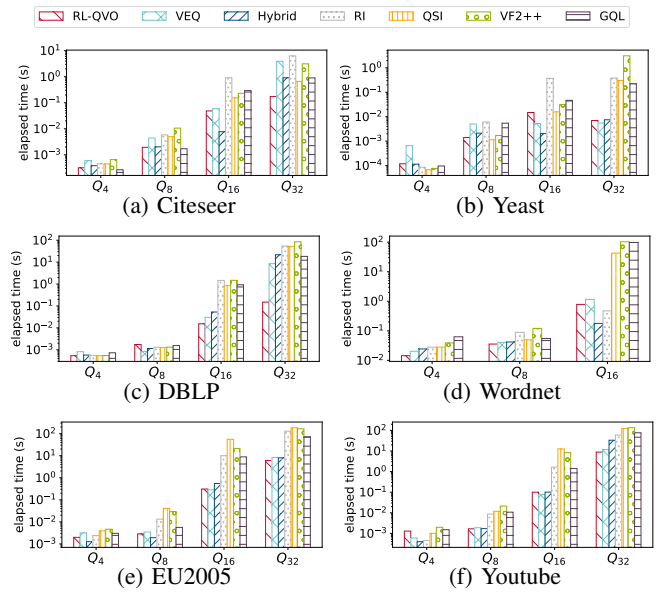 RL-QVO VEQ Hybrid RI QSI VF2++ GQL
elapsed time (s)
10^1
10^0
10^-1
10^-2
10^-3
Q4 Q8 Q16 Q32
(a) Citeseer
elapsed time (s)
10^0
10^-1
10^-2
10^-3
10^-4
Q4 Q8 Q16 Q32
(b) Yeast
elapsed time (s)
10^2
10^1
10^0
10^-1
10^-2
10^-3
Q4 Q8 Q16 Q32
(c) DBLP
elapsed time (s)
10^2
10^1
10^0
10^-1
10^-2
Q4 Q8 Q16
(d) Wordnet
elapsed time (s)
10^2
10^1
10^0
10^-1
10^-2
10^-3
Q4 Q8 Q16 Q32
(e) EU2005
elapsed time (s)
10^2
10^1
10^0
10^-1
10^-2
10^-3
Q4 Q8 Q16 Q32
(f) Youtube